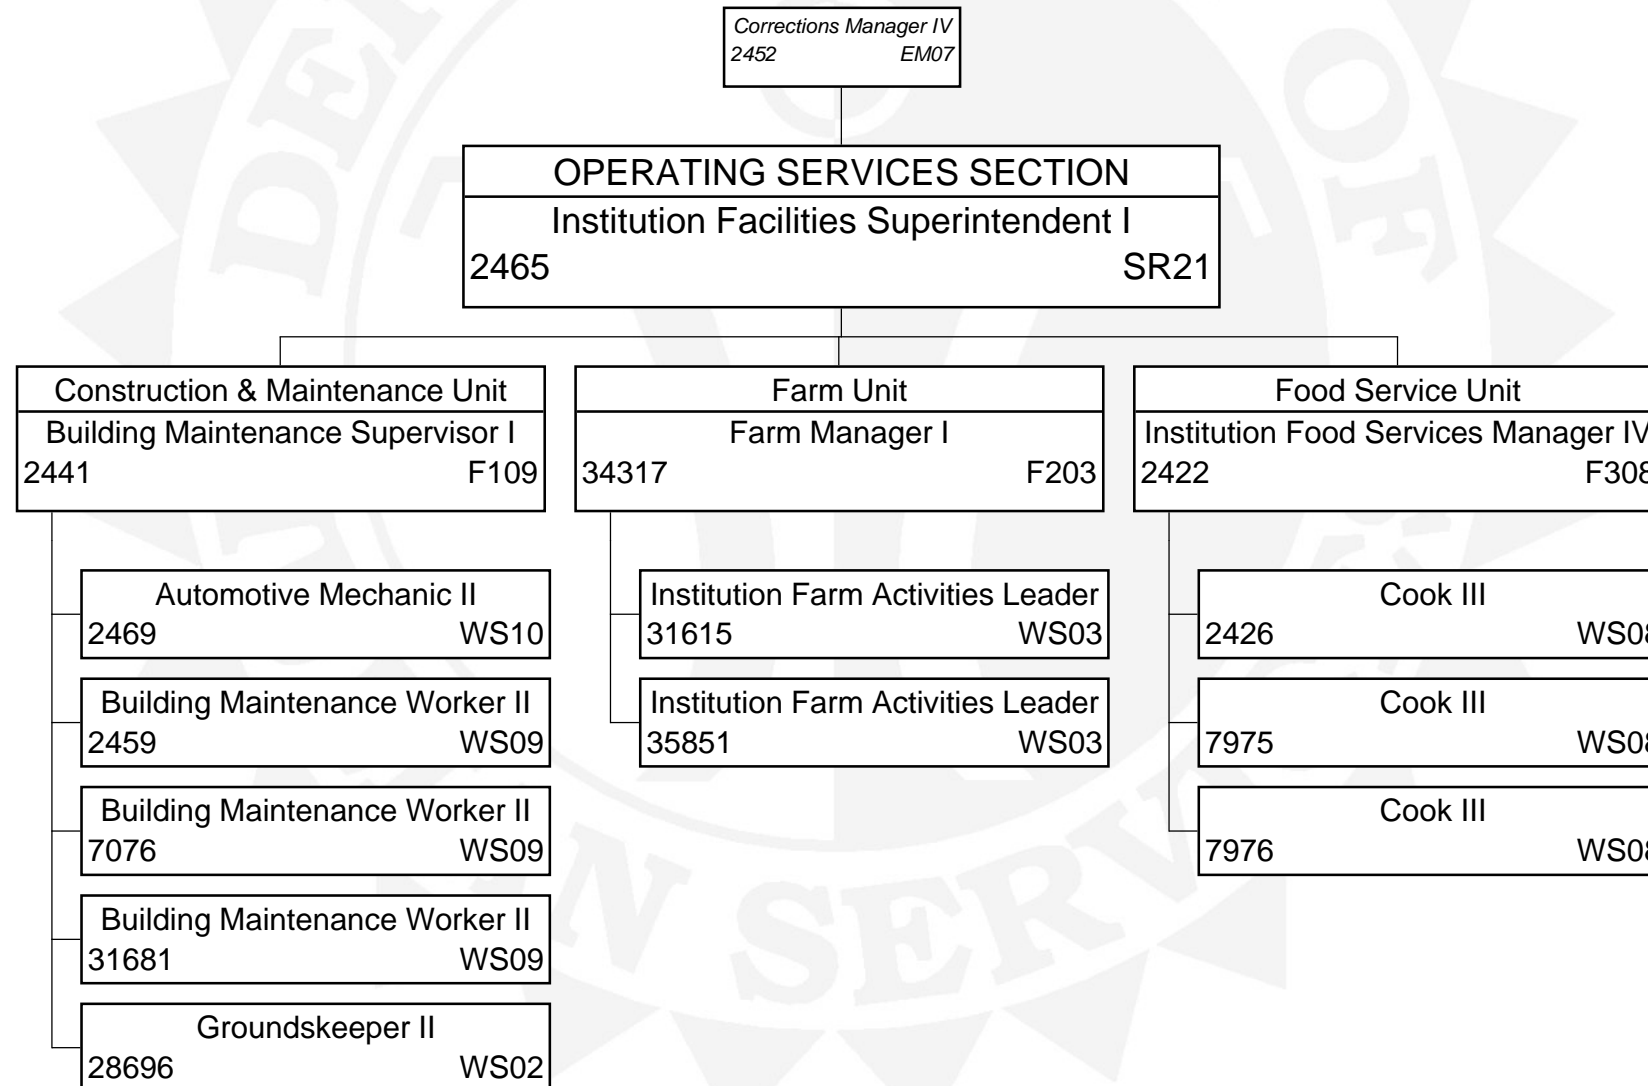 Corrections Manager IV
2452 EM07
OPERATING SERVICES SECTION
Institution Facilities Superintendent I
2465 SR21
Construction & Maintenance Unit
Building Maintenance Supervisor I
2441 F109
Automotive Mechanic II
2469 WS10
Building Maintenance Worker II
2459 WS09
Building Maintenance Worker II
7076 WS09
Building Maintenance Worker II
31681 WS09
Groundskeeper II
28696 WS02
Farm Unit
Farm Manager I
34317 F203
Institution Farm Activities Leader
31615 WS03
Institution Farm Activities Leader
35851 WS03
Food Service Unit
Institution Food Services Manager IV
2422 F308
Cook III
2426 WS08
Cook III
7975 WS08
Cook III
7976 WS08